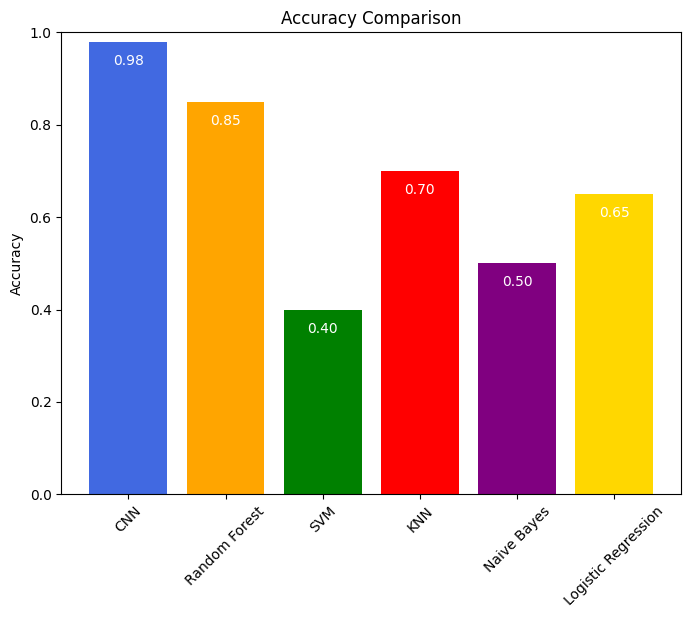 Accuracy Comparison
1.0
0.8
0.6
0.4
0.2
0.0
Accuracy
0.98
0.85
0.40
0.70
0.50
0.65
CNN
Random Forest
SVM
KNN
Naive Bayes
Logistic Regression